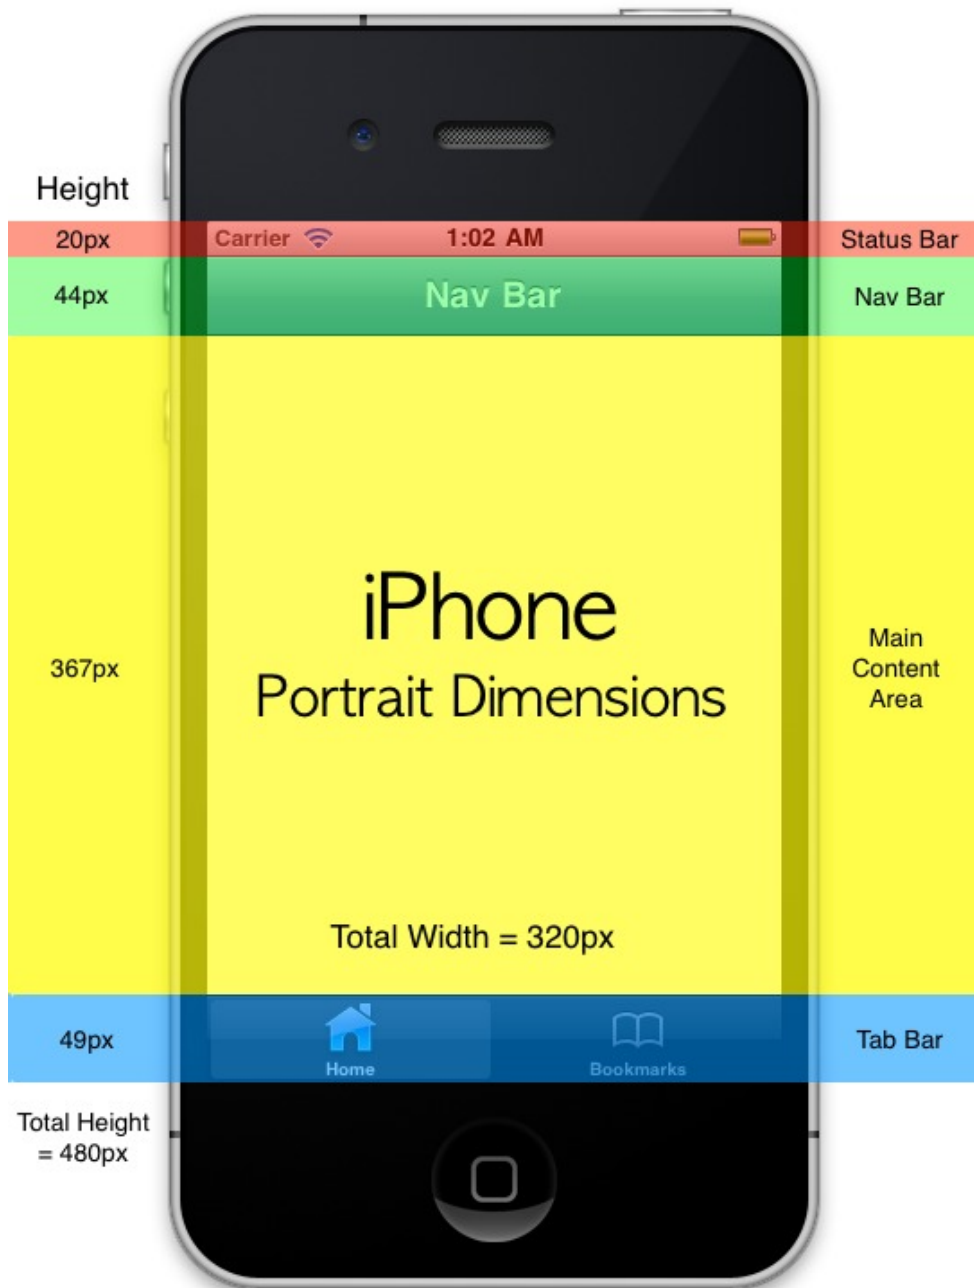 Height
20px
Carrier 1:02 AM
Status Bar
44px
Nav Bar
Nav Bar
iPhone
Portrait Dimensions
367px
Main
Content
Area
Total Width = 320px
49px
Home
Bookmarks
Tab Bar
Total Height
= 480px